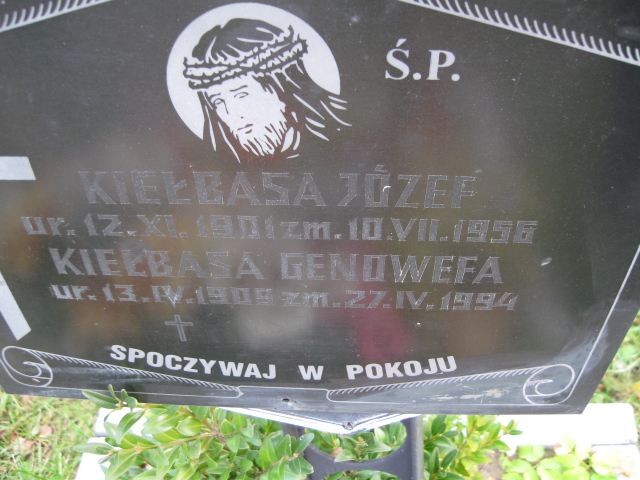 Ś.P.
KIEŁBASA JÓZEF
ur. 12.XI.1901 zm. 10.VII.1956
KIEŁBASA GENOWEFA
ur. 13.IV.1909 zm. 27.IV.1994
SPOCZYWAJ W POKOJU